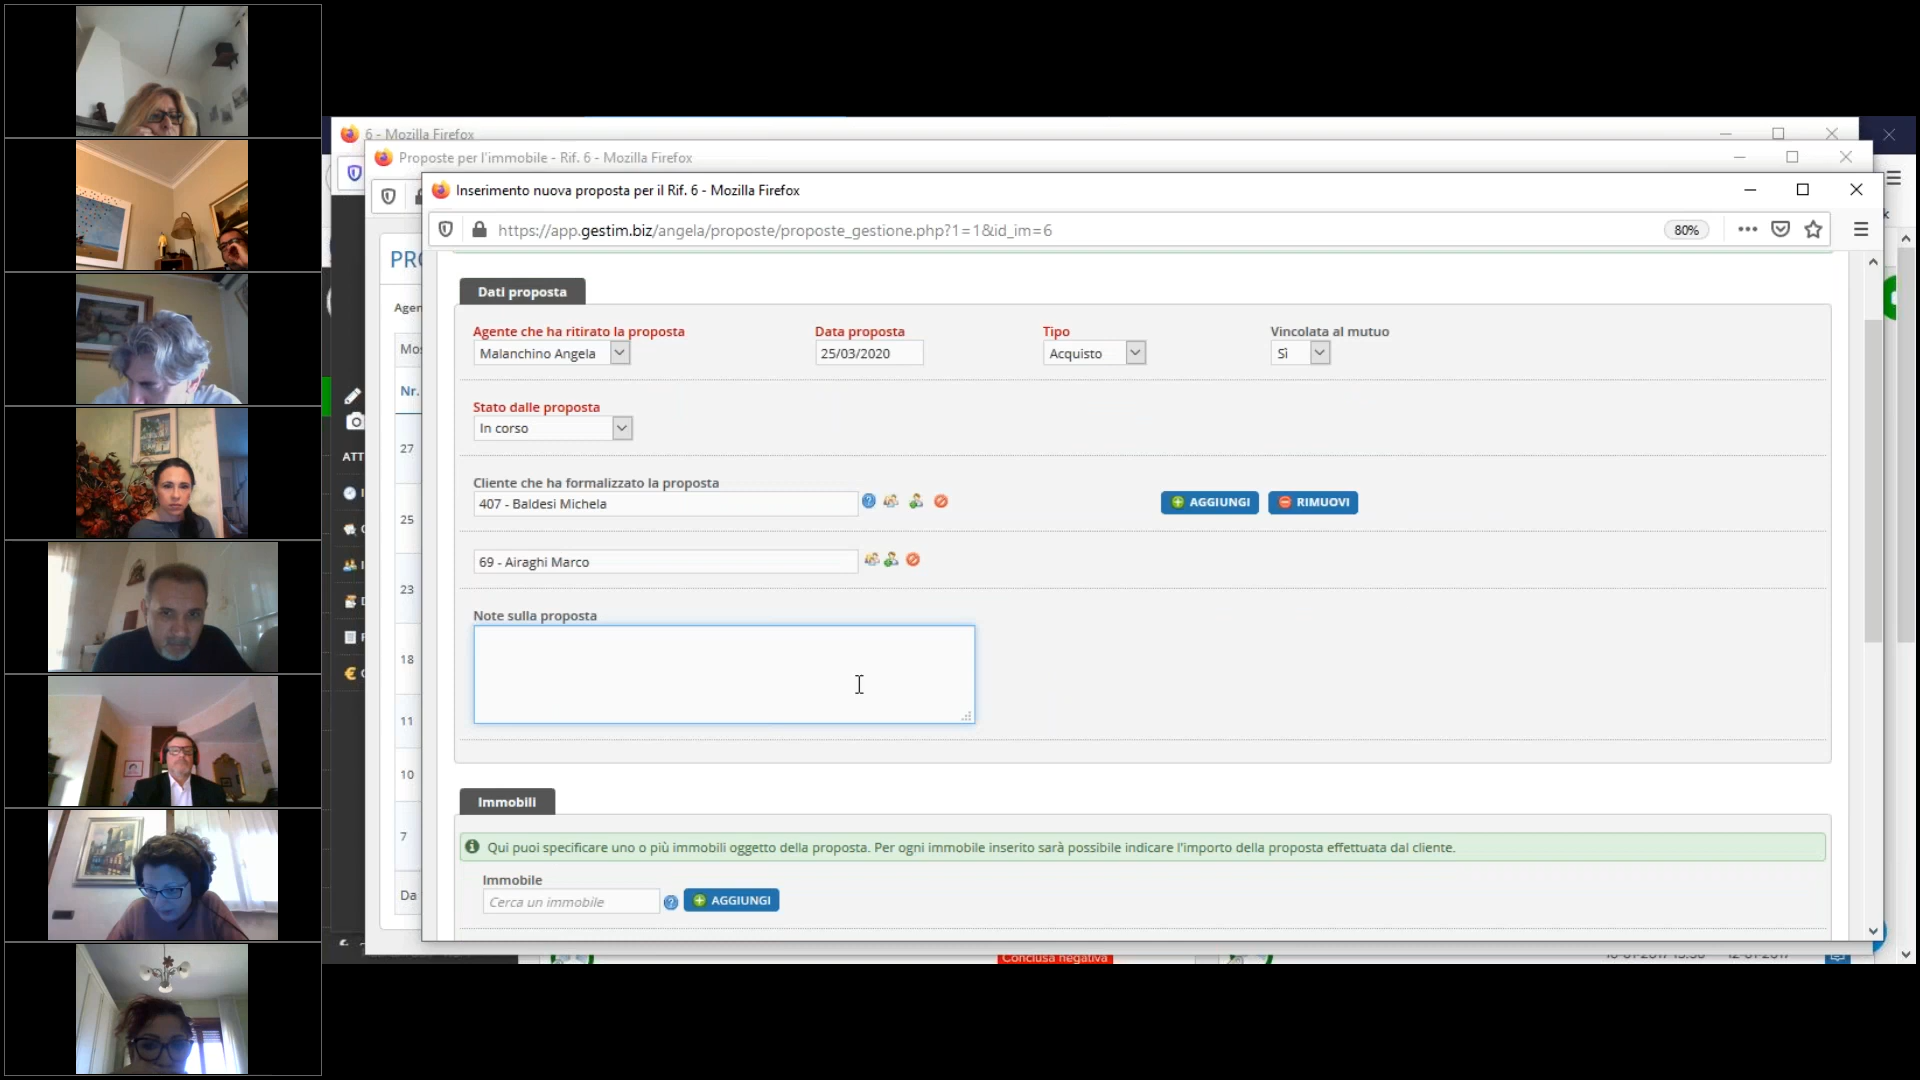 6 - Mozilla Firefox
Proposte per l'immobile - Rif. 6 - Mozilla Firefox
Inserimento nuova proposta per il Rif. 6 - Mozilla Firefox
https://app.gestim.biz/angela/proposte/proposte_gestione.php?1=1&id_im=6
80%
PRO
Agen
Mos
Nr.
27
25
23
18
11
10
7
Da
ATT
Dati proposta
Agente che ha ritirato la proposta
Data proposta
Tipo
Vincolata al mutuo
Malanchino Angela
25/03/2020
Acquisto
Sì
Stato dalle proposta
In corso
Cliente che ha formalizzato la proposta
407 - Baldesi Michela
AGGIUNGI
RIMUOVI
69 - Airaghi Marco
Note sulla proposta
Immobili
Qui puoi specificare uno o più immobili oggetto della proposta. Per ogni immobile inserito sarà possibile indicare l'importo della proposta effettuata dal cliente.
Immobile
Cerca un immobile
AGGIUNGI
Conclusa negativa